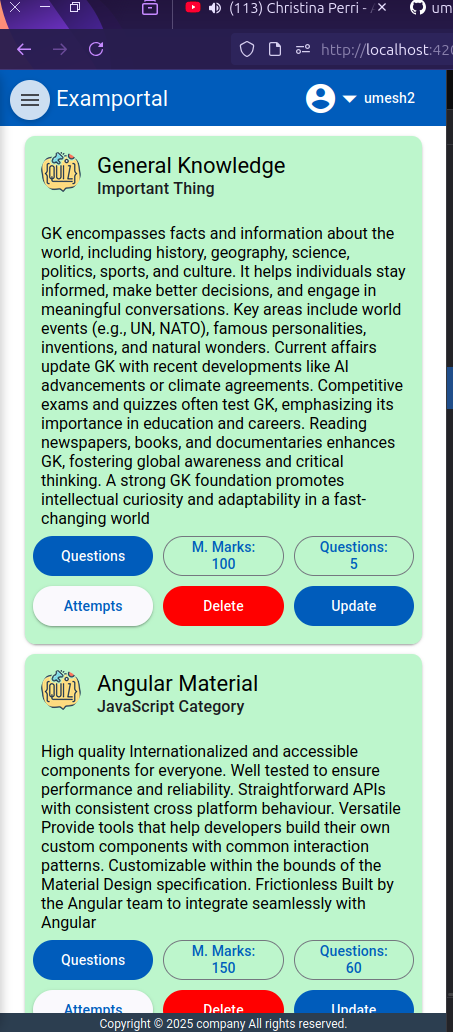 (113) Christina Perri -
um
http://localhost:420
Examportal
umesh2
QUIZ
General Knowledge
Important Thing
GK encompasses facts and information about the
world, including history, geography, science,
politics, sports, and culture. It helps individuals stay
informed, make better decisions, and engage in
meaningful conversations. Key areas include world
events (e.g., UN, NATO), famous personalities,
inventions, and natural wonders. Current affairs
update GK with recent developments like AI
advancements or climate agreements. Competitive
exams and quizzes often test GK, emphasizing its
importance in education and careers. Reading
newspapers, books, and documentaries enhances
GK, fostering global awareness and critical
thinking. A strong GK foundation promotes
intellectual curiosity and adaptability in a fast-
changing world
Questions
M. Marks:
100
Questions:
5
Attempts
Delete
Update
QUIZ
Angular Material
JavaScript Category
High quality Internationalized and accessible
components for everyone. Well tested to ensure
performance and reliability. Straightforward APIs
with consistent cross platform behaviour. Versatile
Provide tools that help developers build their own
custom components with common interaction
patterns. Customizable within the bounds of the
Material Design specification. Frictionless Built by
the Angular team to integrate seamlessly with
Angular
Questions
M. Marks:
150
Questions:
60
Attempts
Delete
Update
Copyright © 2025 company All rights reserved.